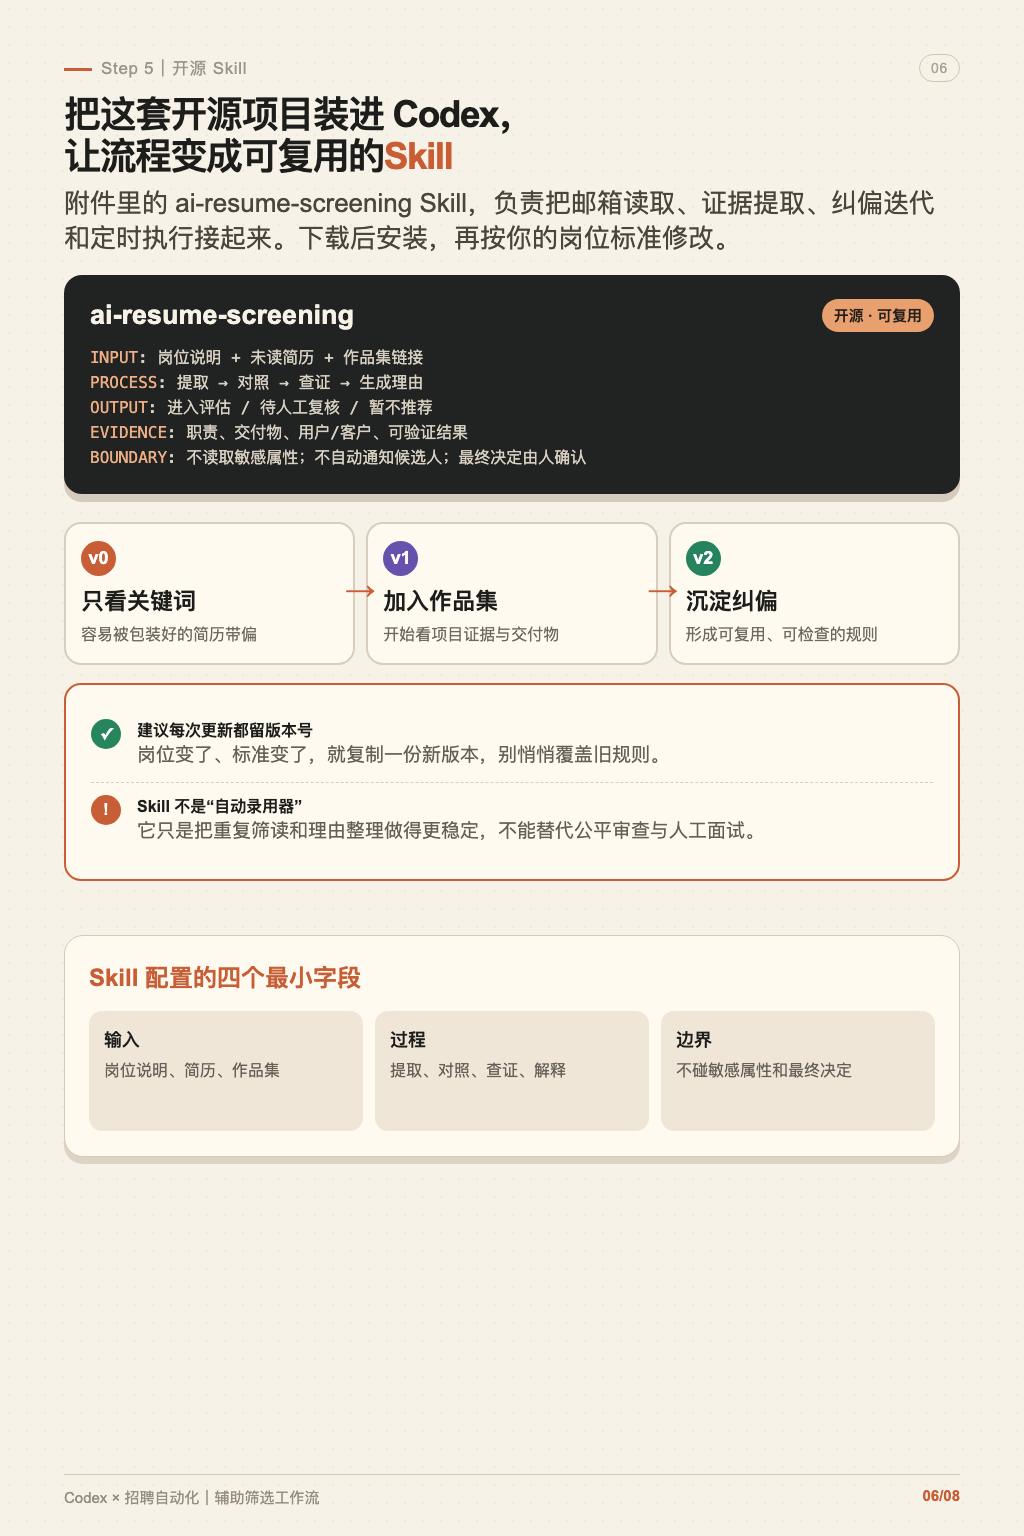 Step 5｜开源 Skill
06
把这套开源项目装进 Codex，
让流程变成可复用的Skill
附件里的 ai-resume-screening Skill，负责把邮箱读取、证据提取、纠偏迭代
和定时执行接起来。下载后安装，再按你的岗位标准修改。
ai-resume-screening
开源 · 可复用
INPUT: 岗位说明 + 未读简历 + 作品集链接
PROCESS: 提取 → 对照 → 查证 → 生成理由
OUTPUT: 进入评估 / 待人工复核 / 暂不推荐
EVIDENCE: 职责、交付物、用户/客户、可验证结果
BOUNDARY: 不读取敏感属性；不自动通知候选人；最终决定由人确认
v0
只看关键词
容易被包装好的简历带偏
→
v1
加入作品集
开始看项目证据与交付物
→
v2
沉淀纠偏
形成可复用、可检查的规则
✓
建议每次更新都留版本号
岗位变了、标准变了，就复制一份新版本，别悄悄覆盖旧规则。
!
Skill 不是“自动录用器”
它只是把重复筛读和理由整理做得更稳定，不能替代公平审查与人工面试。
Skill 配置的四个最小字段
输入
岗位说明、简历、作品集
过程
提取、对照、查证、解释
边界
不碰敏感属性和最终决定
Codex × 招聘自动化｜辅助筛选工作流
06/08